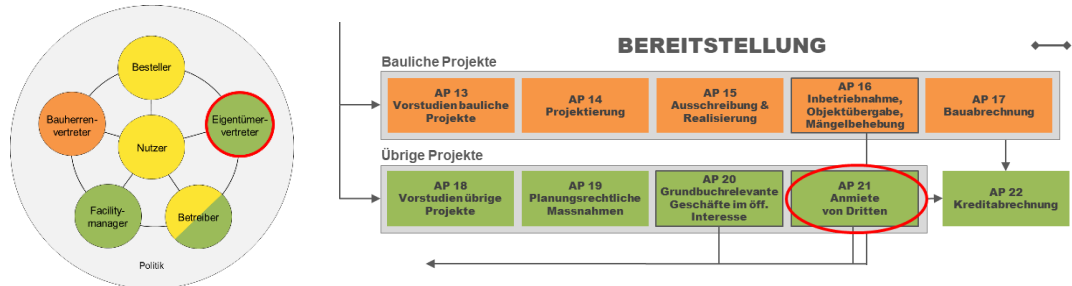 Besteller
Bauherren-
vertreter
Eigentümer-
vertreter
Nutzer
Facility-
manager
Betreiber
Politik
BEREITSTELLUNG
Bauliche Projekte
AP 13
Vorstudien bauliche
Projekte
AP 14
Projektierung
AP 15
Ausschreibung &
Realisierung
AP 16
Inbetriebnahme,
Objektübergabe,
Mängelbehebung
AP 17
Bauabrechnung
Übrige Projekte
AP 18
Vorstudien übrige
Projekte
AP 19
Planungsrechtliche
Massnahmen
AP 20
Grundbuchrelevante
Geschäfte im öff.
Interesse
AP 21
Anmiete
von Dritten
AP 22
Kreditabrechnung